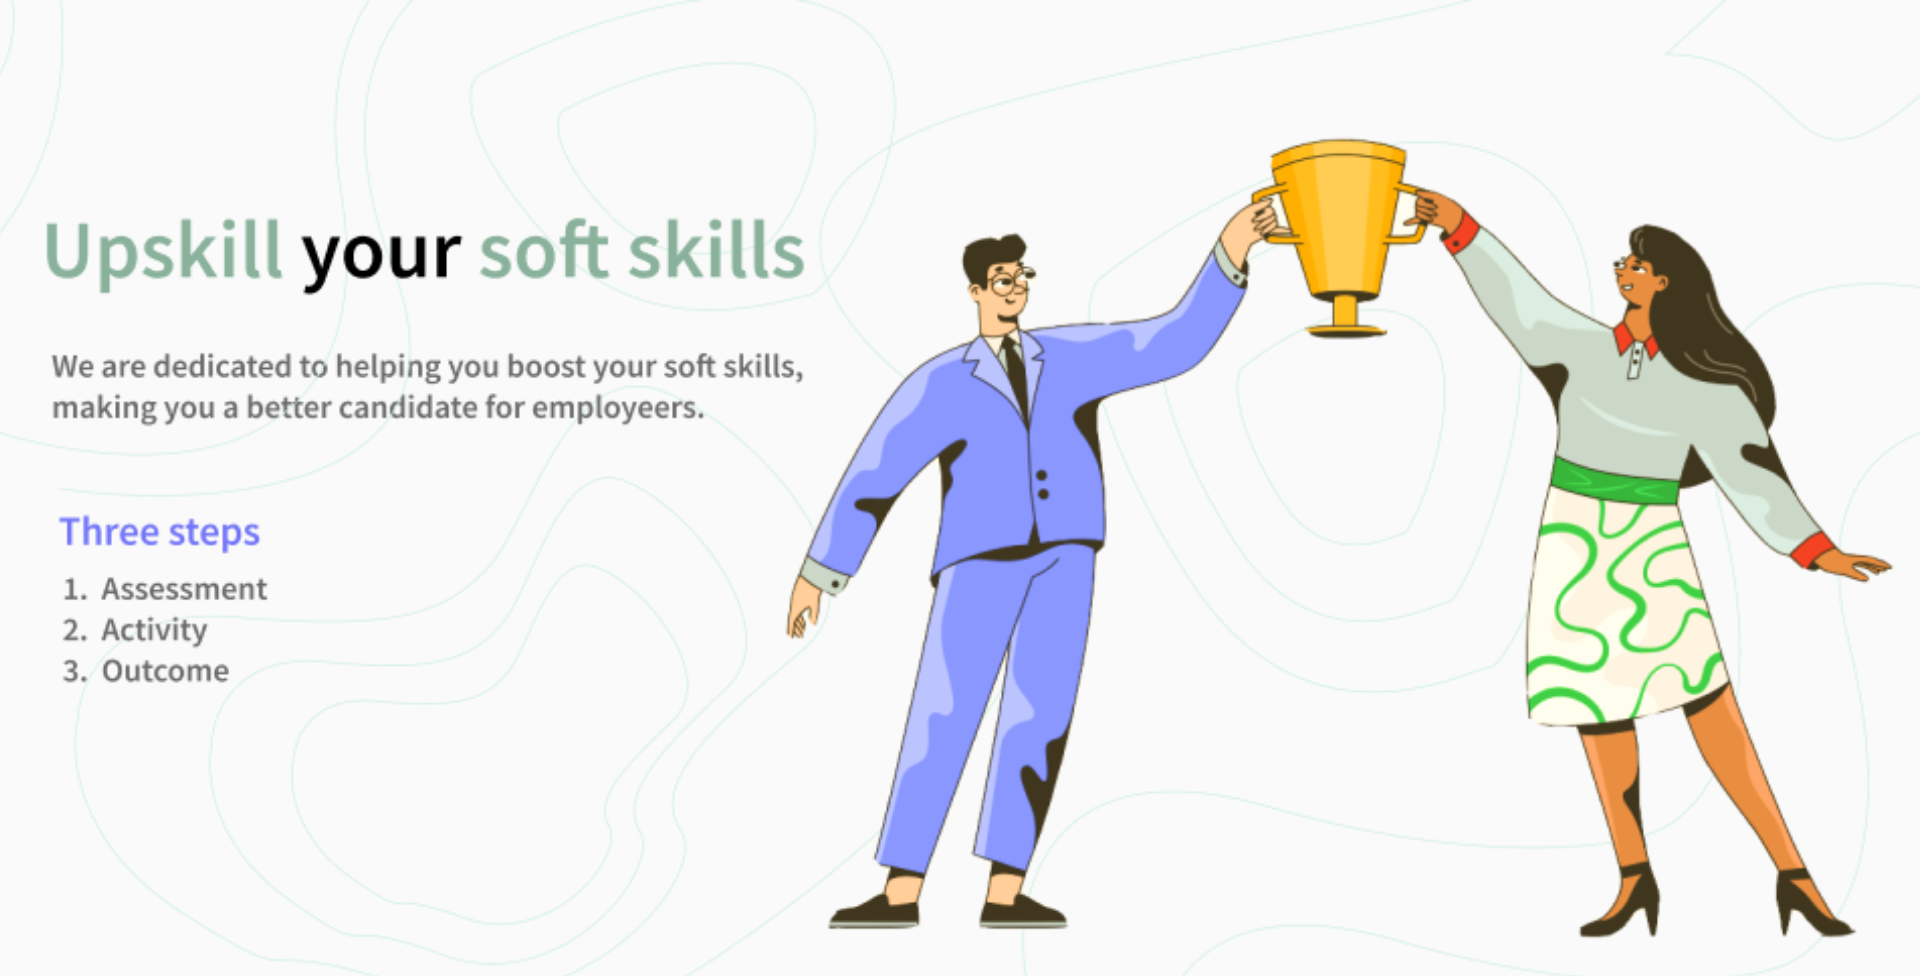 Upskill your soft skills
We are dedicated to helping you boost your soft skills,
making you a better candidate for employeers.
Three steps
1. Assessment
2. Activity
3. Outcome